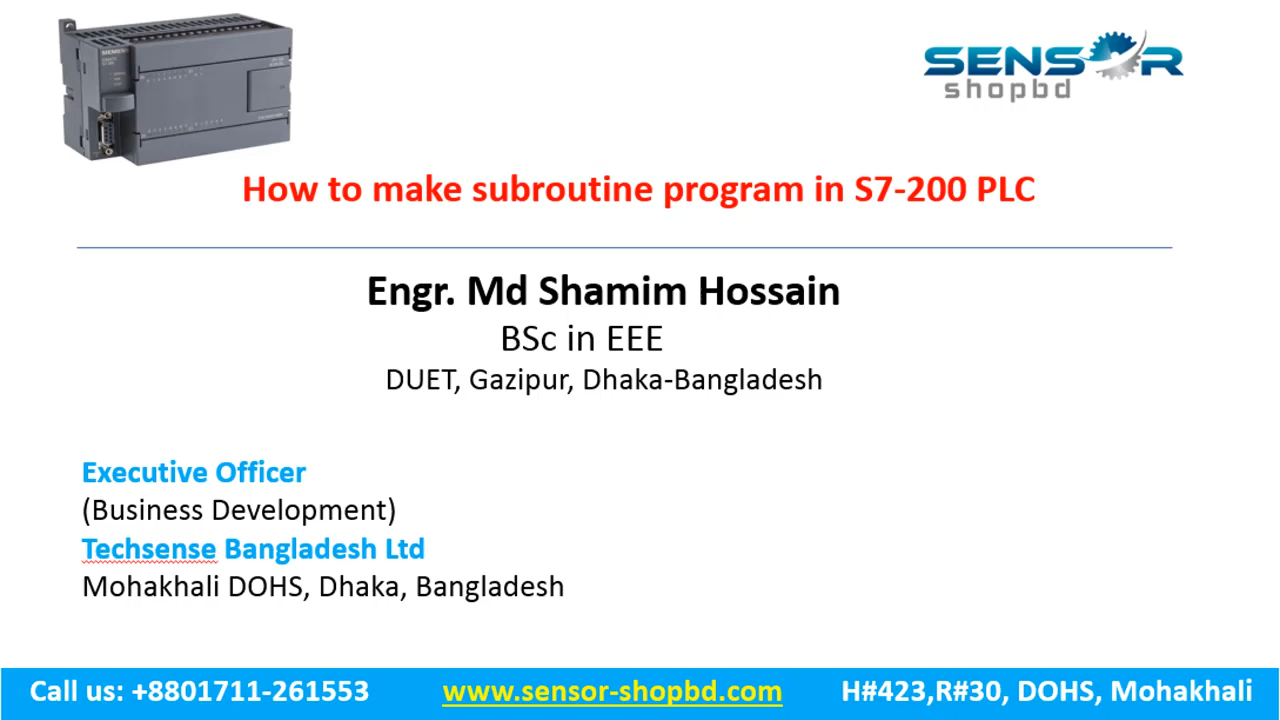 SIEMENS
SENSOR
shopbd
How to make subroutine program in S7-200 PLC
Engr. Md Shamim Hossain
BSc in EEE
DUET, Gazipur, Dhaka-Bangladesh
Executive Officer
(Business Development)
Techsense Bangladesh Ltd
Mohakhali DOHS, Dhaka, Bangladesh
Call us: +8801711-261553 www.sensor-shopbd.com H#423,R#30, DOHS, Mohakhali